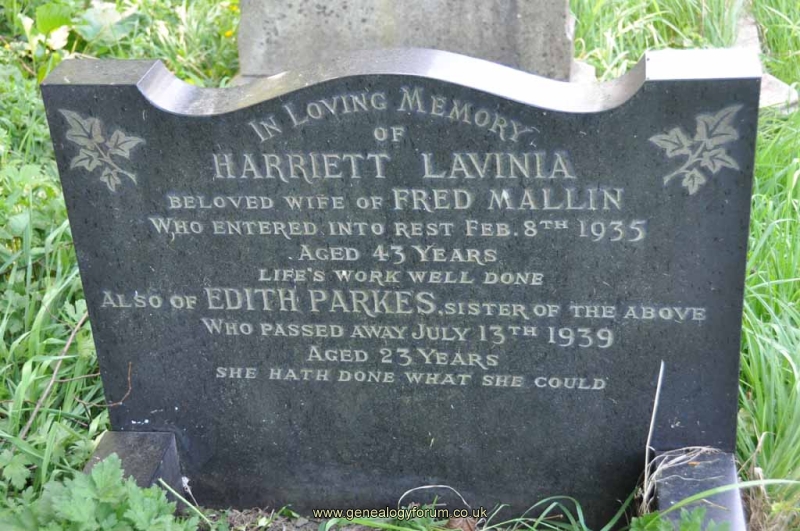 IN LOVING MEMORY
OF
HARRIETT LAVINIA
BELOVED WIFE OF FRED MALLIN
WHO ENTERED INTO REST FEB. 8TH 1935
AGED 43 YEARS
LIFE'S WORK WELL DONE
ALSO OF EDITH PARKES, SISTER OF THE ABOVE
WHO PASSED AWAY JULY 13TH 1939
AGED 23 YEARS
SHE HATH DONE WHAT SHE COULD
www.genealogyforum.co.uk